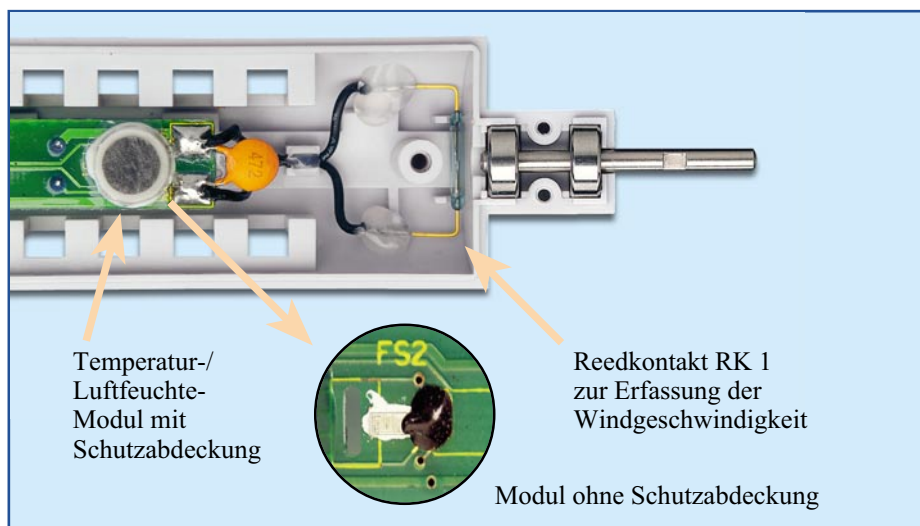 472
Temperatur-/
Luftfeuchte-
Modul mit
Schutzabdeckung
FS2
Reedkontakt RK 1
zur Erfassung der
Windgeschwindigkeit
Modul ohne Schutzabdeckung